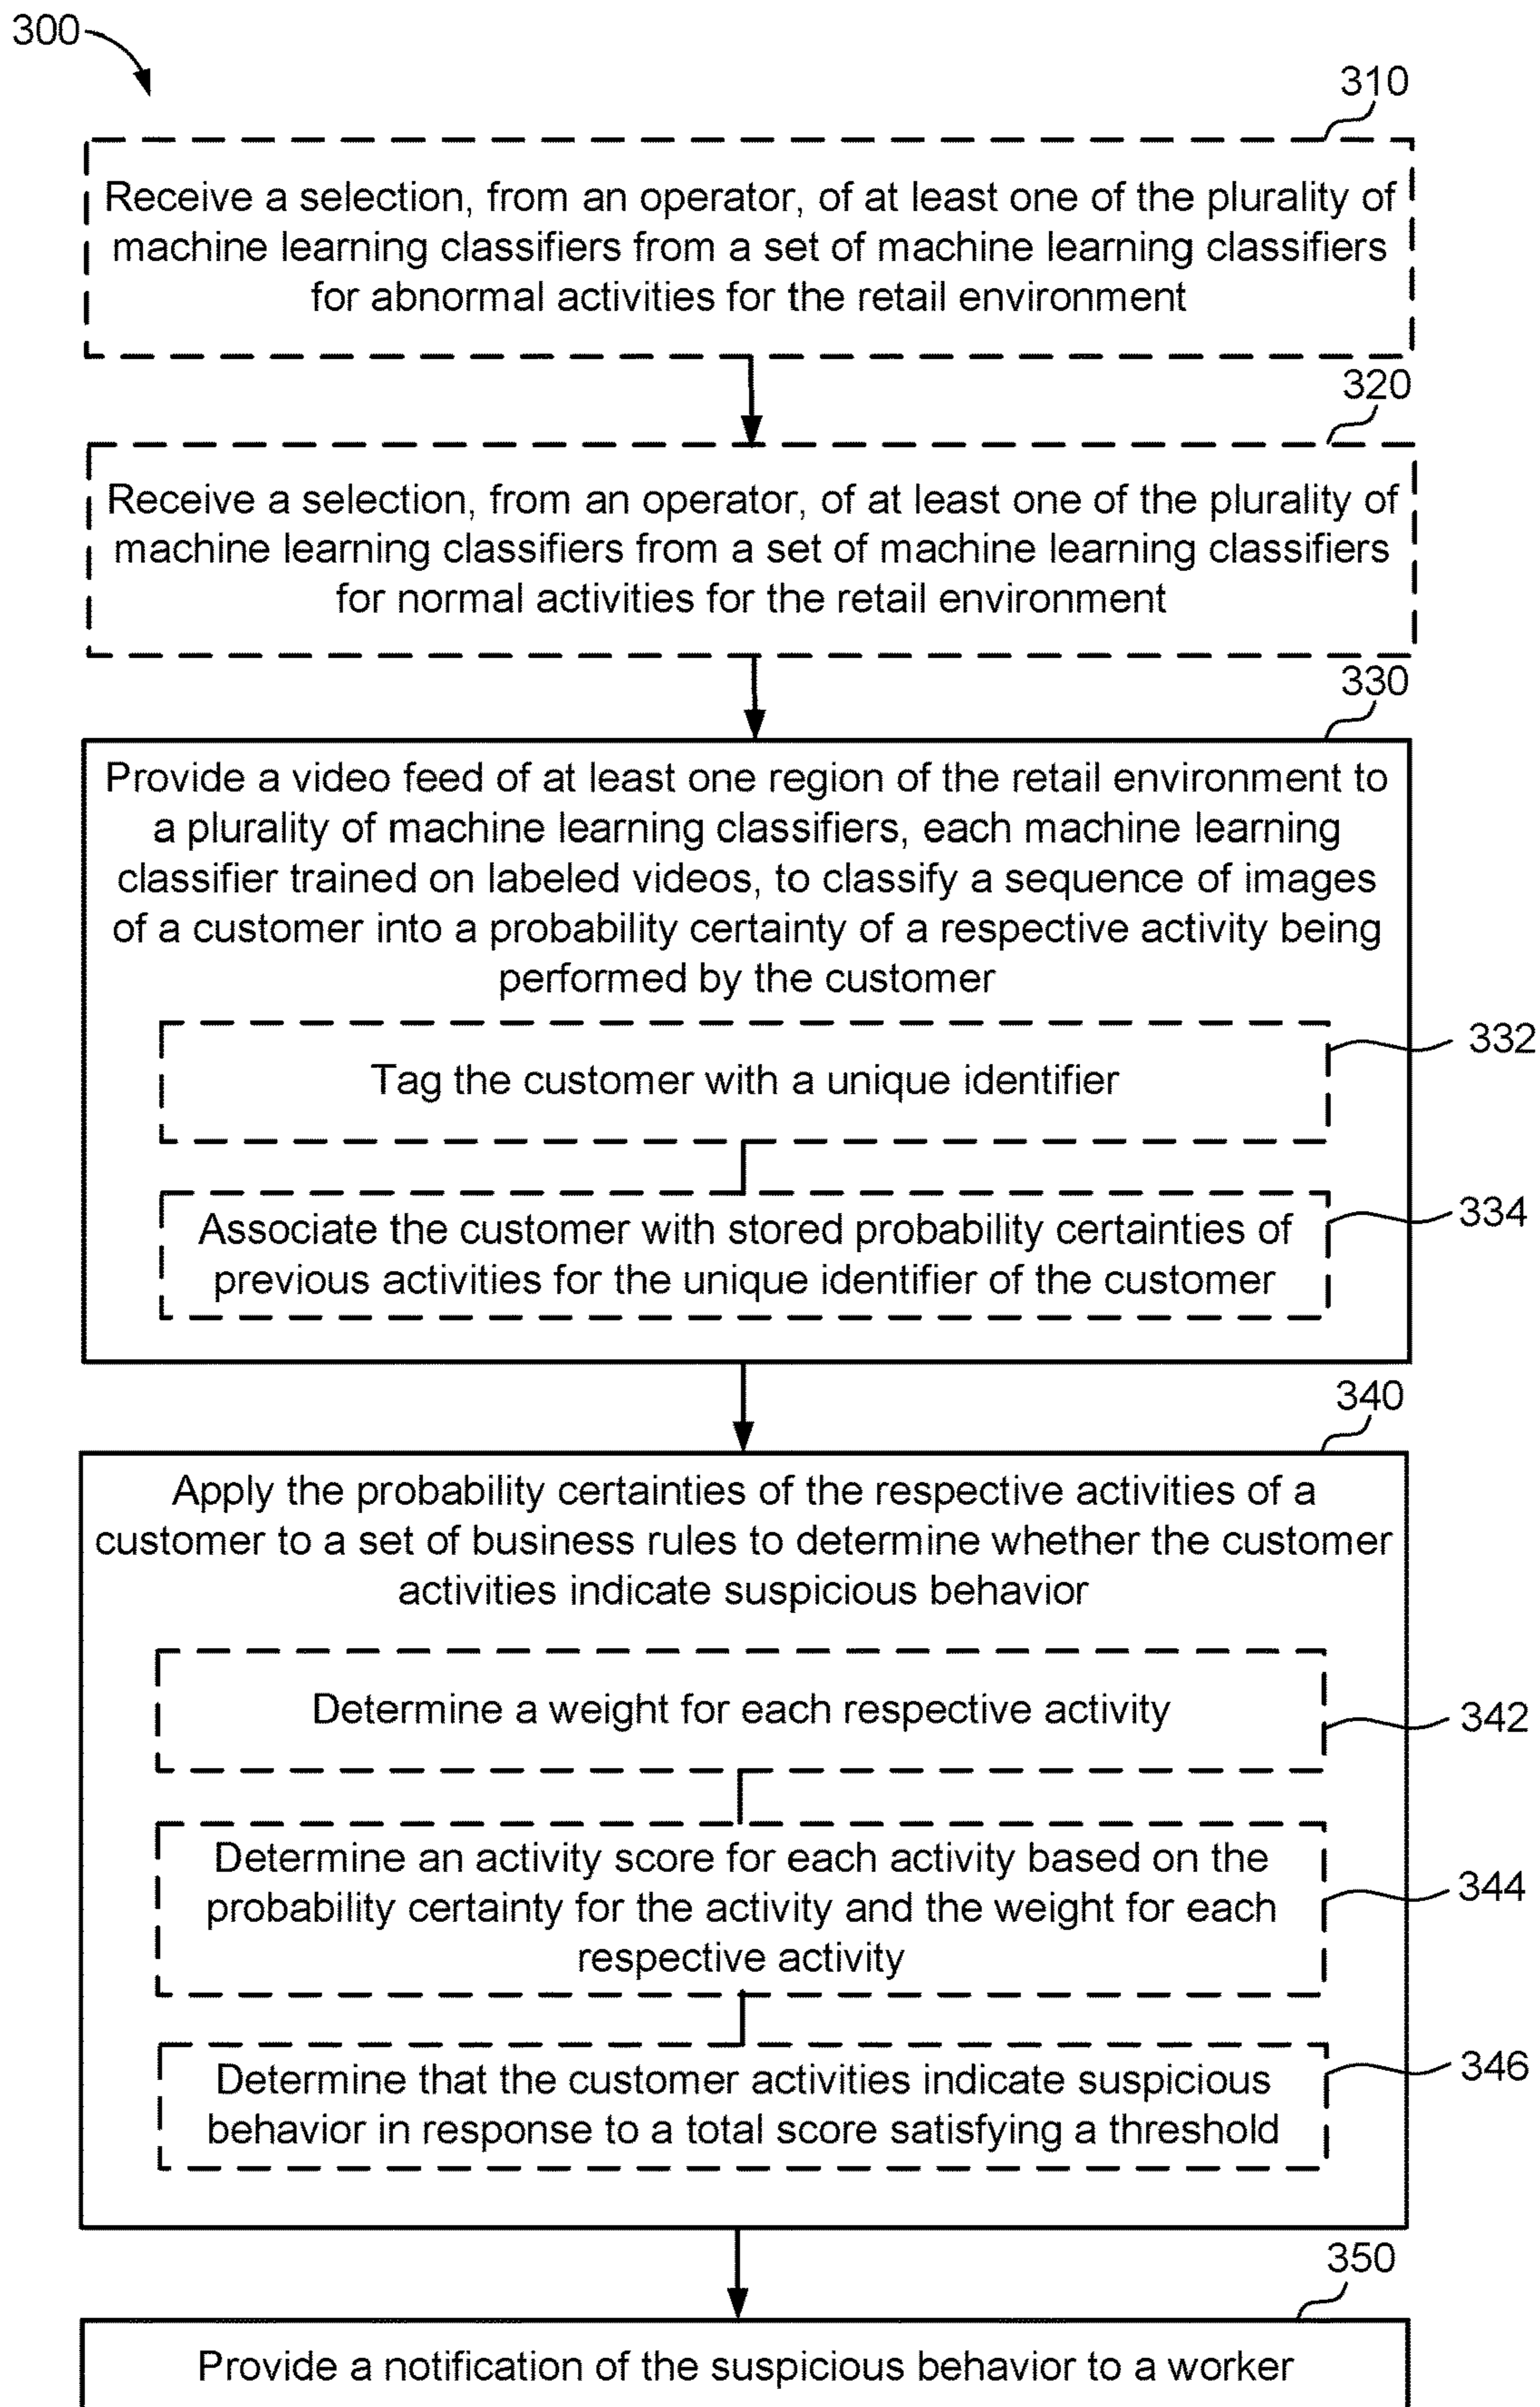 300
310
Receive a selection, from an operator, of at least one of the plurality of
machine learning classifiers from a set of machine learning classifiers
for abnormal activities for the retail environment
320
Receive a selection, from an operator, of at least one of the plurality of
machine learning classifiers from a set of machine learning classifiers
for normal activities for the retail environment
330
Provide a video feed of at least one region of the retail environment to
a plurality of machine learning classifiers, each machine learning
classifier trained on labeled videos, to classify a sequence of images
of a customer into a probability certainty of a respective activity being
performed by the customer
332
Tag the customer with a unique identifier
334
Associate the customer with stored probability certainties of
previous activities for the unique identifier of the customer
340
Apply the probability certainties of the respective activities of a
customer to a set of business rules to determine whether the customer
activities indicate suspicious behavior
342
Determine a weight for each respective activity
344
Determine an activity score for each activity based on the
probability certainty for the activity and the weight for each
respective activity
346
Determine that the customer activities indicate suspicious
behavior in response to a total score satisfying a threshold
350
Provide a notification of the suspicious behavior to a worker